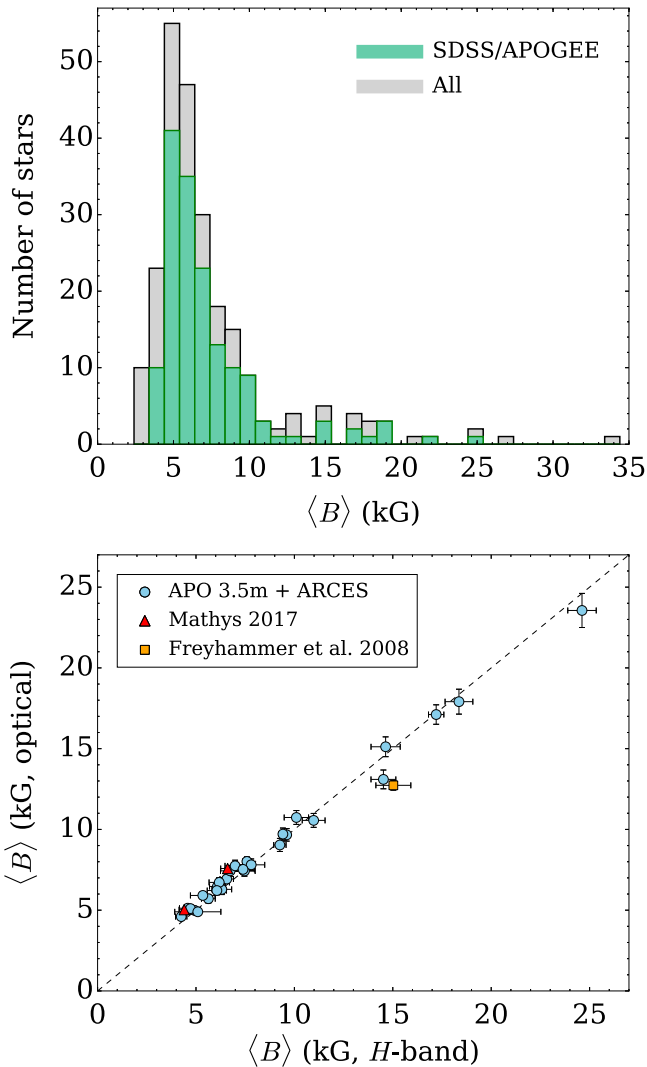 50
40
30
20
10
0
Number of stars
SDSS/APOGEE
All
0 5 10 15 20 25 30 35
⟨B⟩ (kG)
25
20
15
10
5
0
⟨B⟩ (kG, optical)
APO 3.5m + ARCES
Mathys 2017
Freyhammer et al. 2008
0 5 10 15 20 25
⟨B⟩ (kG, H-band)